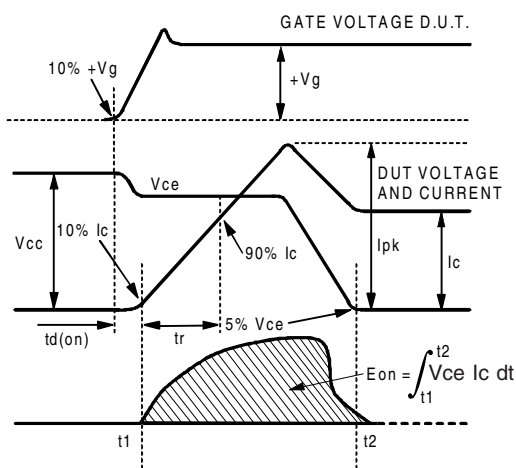 GATE VOLTAGE D.U.T.
10% +Vg
+Vg
Vce
DUT VOLTAGE
AND CURRENT
Vcc
10% Ic
90% Ic
Ipk
Ic
td(on)
tr
5% Vce
Eon = ∫ Vce Ic dt
t2
t1
t1
t2